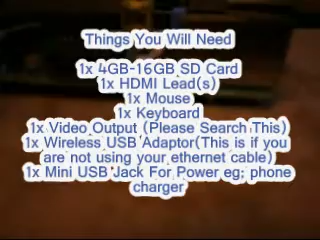 Things You Will Need
1x 4GB-16GB SD Card
1x HDMI Lead(s)
1x Mouse
1x Keyboard
1x Video Output (Please Search This)
1x Wireless USB Adaptor(This is if you
are not using your ethernet cable)
1x Mini USB Jack For Power eg; phone
charger